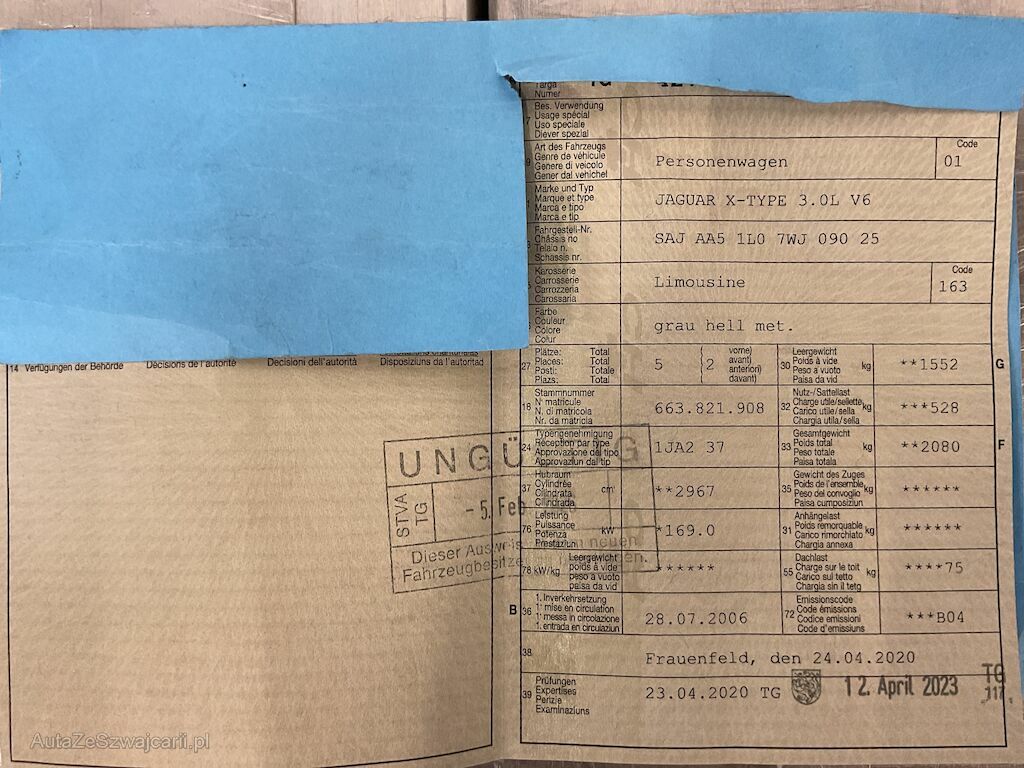 Targa
Numer
TG
Bes. Verwendung
Usage spécial
Uso speciale
Diever spezial
Art des Fahrzeugs
Genre de véhicule
Genere di veicolo
Gener dal vehichel
Personenwagen
Code
01
Marke und Typ
Marque et type
Marca e tipo
Marca e tip
JAGUAR X-TYPE 3.0L V6
Fahrgestell-Nr.
Châssis no
Telaio n.
Schassis nr.
SAJ AA5 1L0 7WJ 090 25
Karosserie
Carrosserie
Carrozzeria
Carossaria
Limousine
Code
163
Farbe
Couleur
Colore
Colur
grau hell met.
14 Verfügungen der Behörde Décisions de l'autorité Decisioni dell'autorità Disposiziuns da l'autoritad
27
Plätze: Total
Places: Total
Posti: Totale
Plazs: Total
5 2
vorne)
avant)
anteriori)
davant)
30
Leergewicht
Poids à vide
Peso a vuoto
Paisa da vid
kg
**1552
G
18
Stammnummer
N° matricule
N. di matricola
Nr. da matricla
663.821.908
32
Nutz-/Sattellast
Charge utile/sellette
Carico utile/sella
Chargia utila/sella
kg
***528
24
Typengenehmigung
Réception par type
Approvazione del tipo
Approvaziun dal tip
1JA2 37
33
Gesamtgewicht
Poids total
Peso totale
Paisa totala
kg
**2080
F
37
Hubraum
Cylindrée
Cilindrata
Cilindrada
cm³
**2967
35
Gewicht des Zuges
Poids de l'ensemble
Peso del convoglio
Paisa cumposiziun
kg
******
76
Leistung
Puissance
Potenza
Prestaziun
kW
*169.0
31
Anhängelast
Poids remorquable
Carico rimorchiato
Chargia annexa
kg
******
78 kW/kg
Leergewicht
poids à vide
peso a vuoto
paisa da vid
******
55
Dachlast
Charge sur le toit
Carico sul tetto
Chargia sin il tetg
kg
****75
B 36
1. Inverkehrsetzung
1re mise en circulation
1a messa in circolazione
1. entrada en circulaziun
28.07.2006
72
Emissionscode
Code émissions
Codice emissioni
Code d'emissiuns
***B04
38
Frauenfeld, den 24.04.2020
39
Prüfungen
Expertises
Perizie
Examinaziuns
23.04.2020 TG
12. April 2023
TG
117
UNGÜ G
STVA
TG
- 5. Feb
Dieser Ausweis neuen
Fahrzeugbesitze en.
AutaZeSzwajcarii.pl